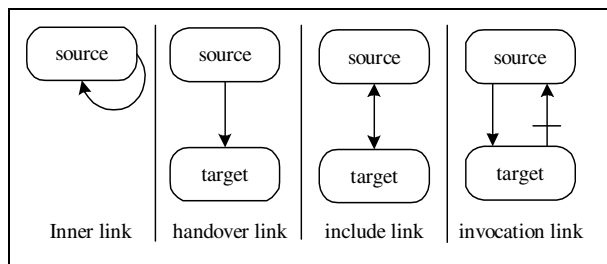 source
source
source
source
target
target
target
Inner link
handover link
include link
invocation link